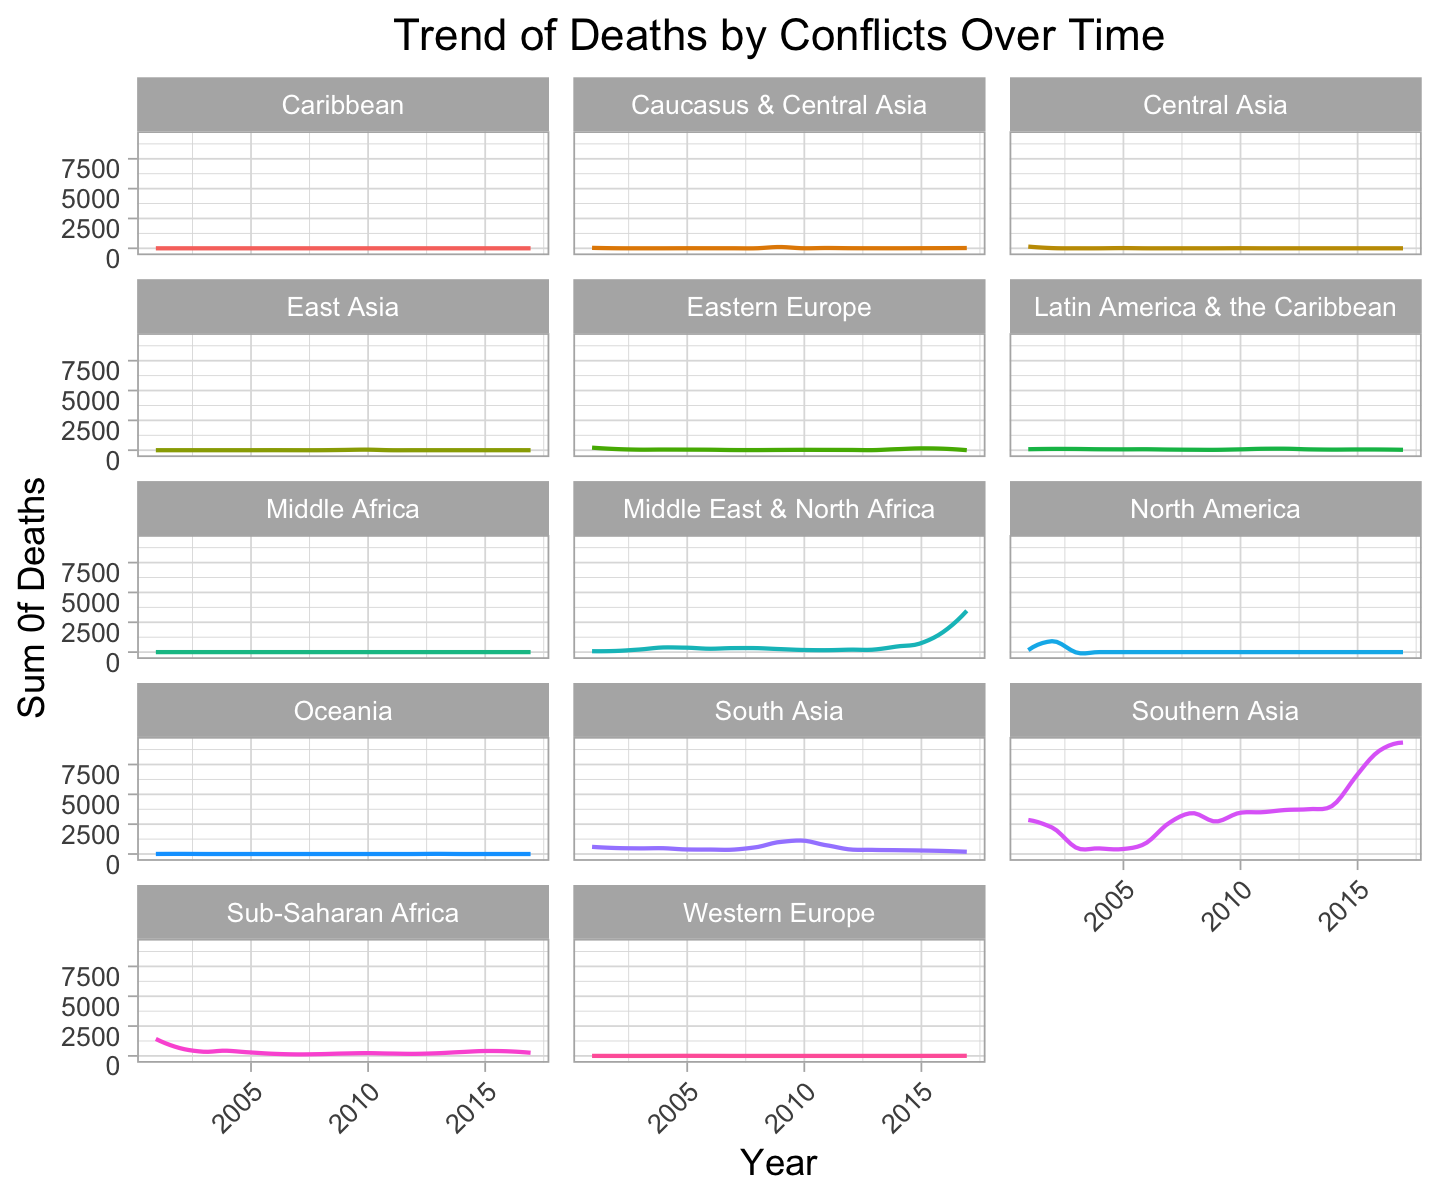 Trend of Deaths by Conflicts Over Time
Caribbean
Caucasus & Central Asia
Central Asia
7500
5000
2500
0
East Asia
Eastern Europe
Latin America & the Caribbean
7500
5000
2500
0
Middle Africa
Middle East & North Africa
North America
7500
5000
2500
0
Sum 0f Deaths
Oceania
South Asia
Southern Asia
7500
5000
2500
0
2005
2010
2015
Sub-Saharan Africa
Western Europe
7500
5000
2500
0
2005
2010
2015
2005
2010
2015
Year